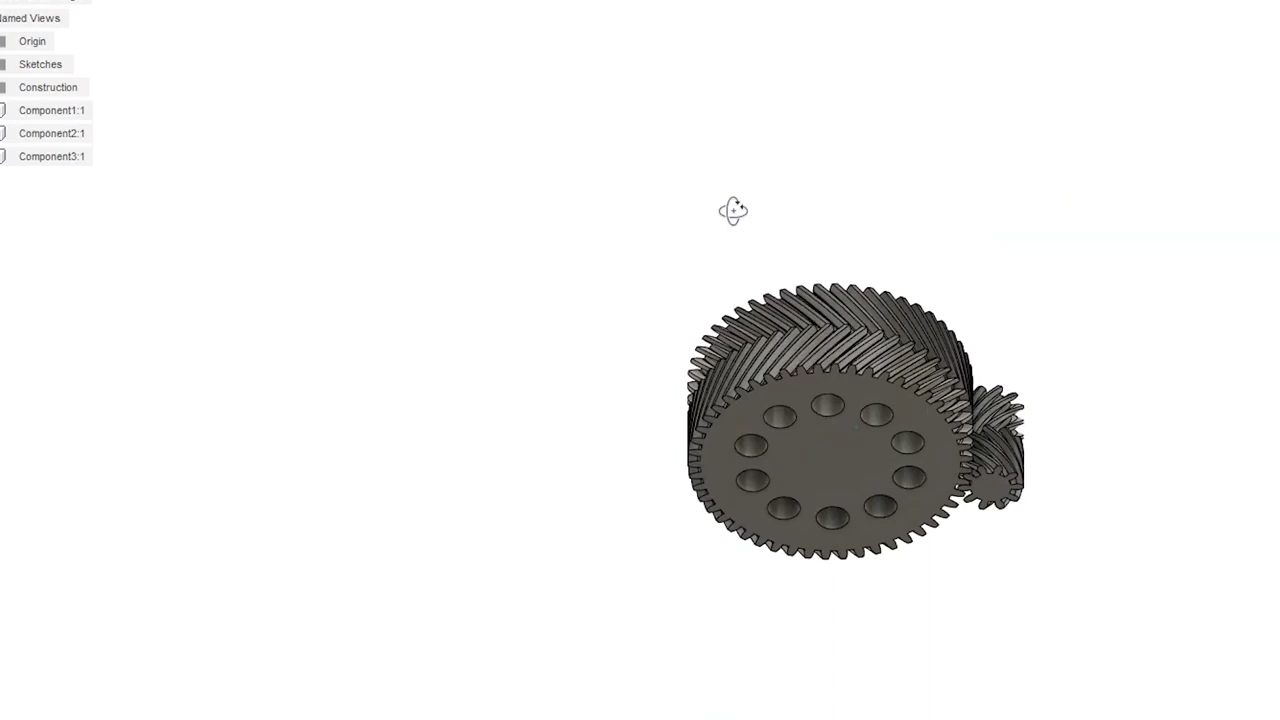 Named Views
Origin
Sketches
Construction
Component1:1
Component2:1
Component3:1